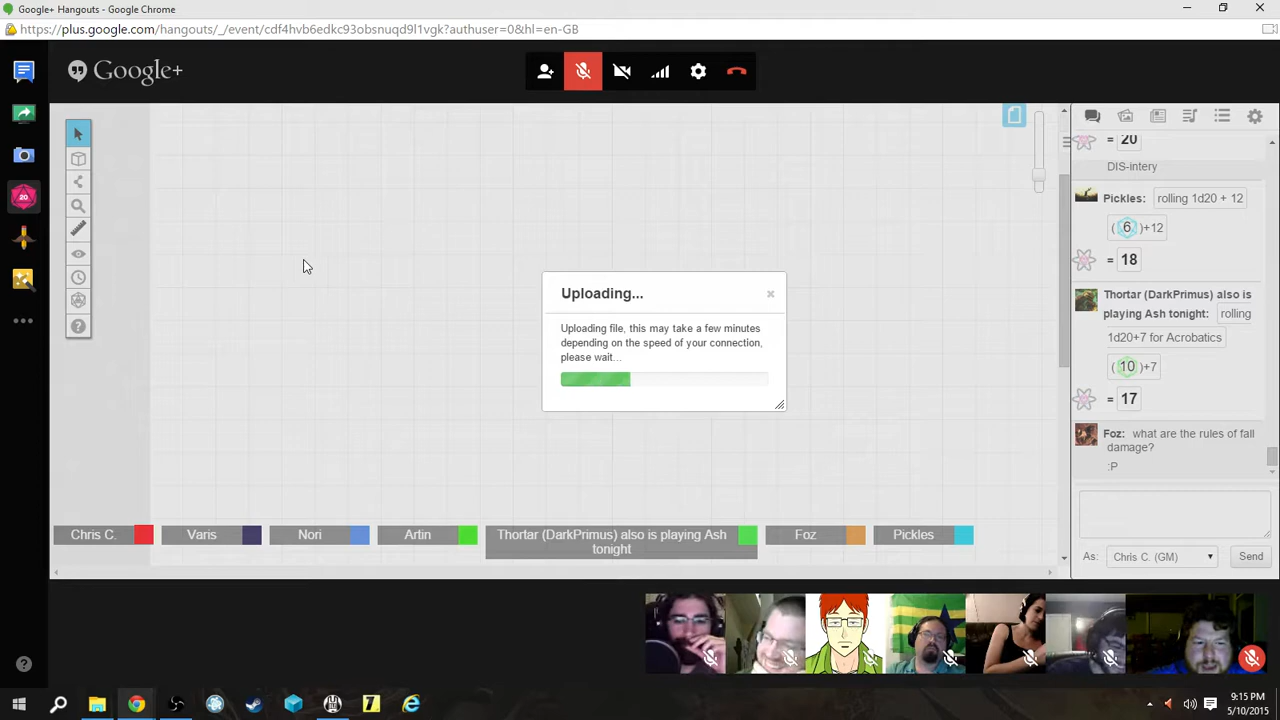 Google+ Hangouts - Google Chrome
https://plus.google.com/hangouts/_/event/cdf4hvb6edkc93obsnuqd9l1vgk?authuser=0&hl=en-GB
Google+
20
= 20
DIS-intery
Pickles: rolling 1d20 + 12
(6)+12
= 18
Thortar (DarkPrimus) also is
playing Ash tonight: rolling
1d20+7 for Acrobatics
(10)+7
= 17
Foz: what are the rules of fall
damage?
:P
Uploading...
×
Uploading file, this may take a few minutes
depending on the speed of your connection,
please wait...
Chris C.
Varis
Nori
Artin
Thortar (DarkPrimus) also is playing Ash
tonight
Foz
Pickles
As: Chris C. (GM) Send
9:15 PM
5/10/2015